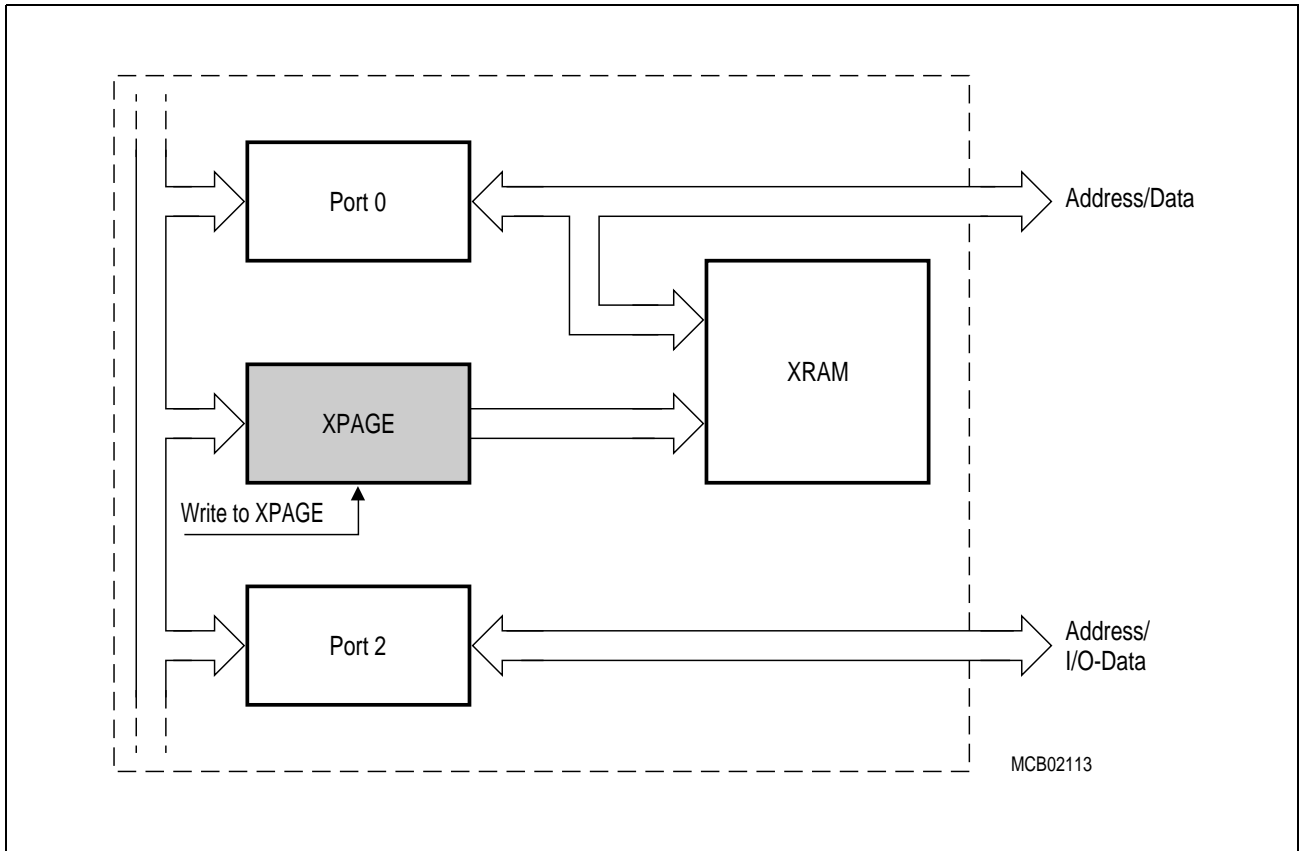 Port 0
Address/Data
XRAM
XPAGE
Write to XPAGE
Port 2
Address/
I/O-Data
MCB02113